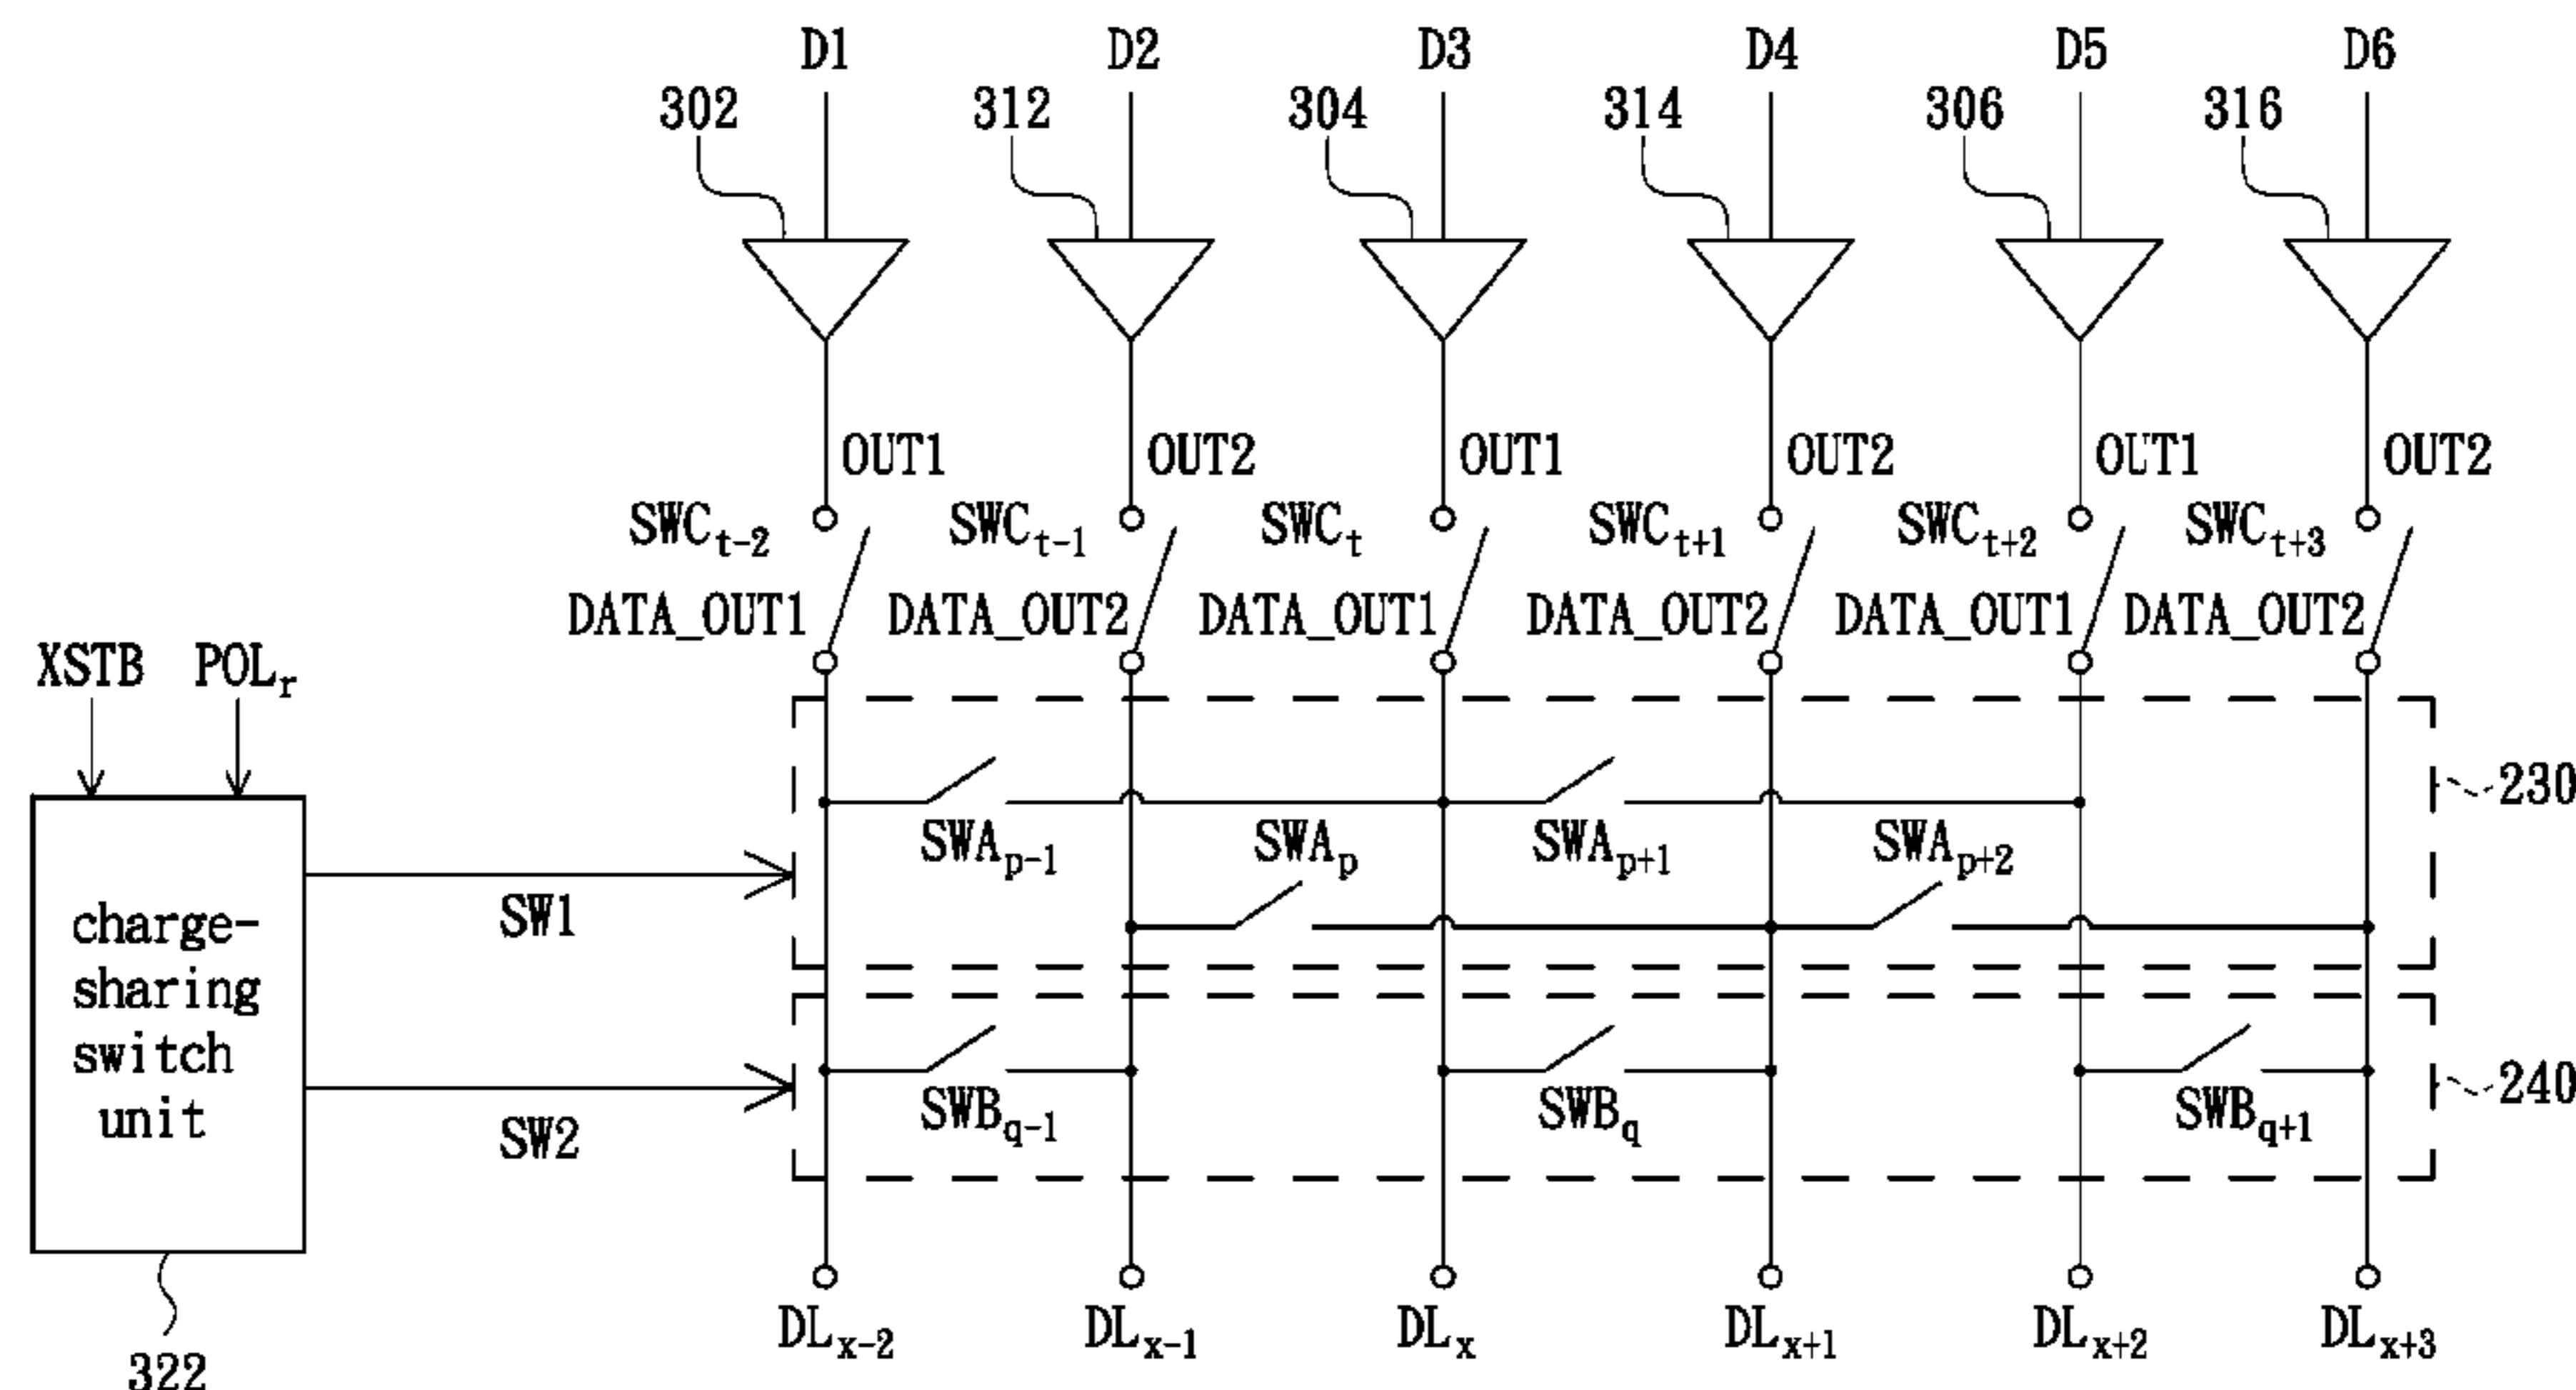 D1 D2 D3 D4 D5 D6
302 312 304 314 306 316
OUT1 OUT2 OUT1 OUT2 OUT1 OUT2
SWCt-2 SWCt-1 SWCt SWCt+1 SWCt+2 SWCt+3
DATA_OUT1 DATA_OUT2 DATA_OUT1 DATA_OUT2 DATA_OUT1 DATA_OUT2
XSTB POLr
230
SWAp-1 SWAp SWAp+1 SWAp+2
SW1
charge-
sharing
switch
unit
SW2
240
SWBq-1 SWBq SWBq+1
DLx-2 DLx-1 DLx DLx+1 DLx+2 DLx+3
322